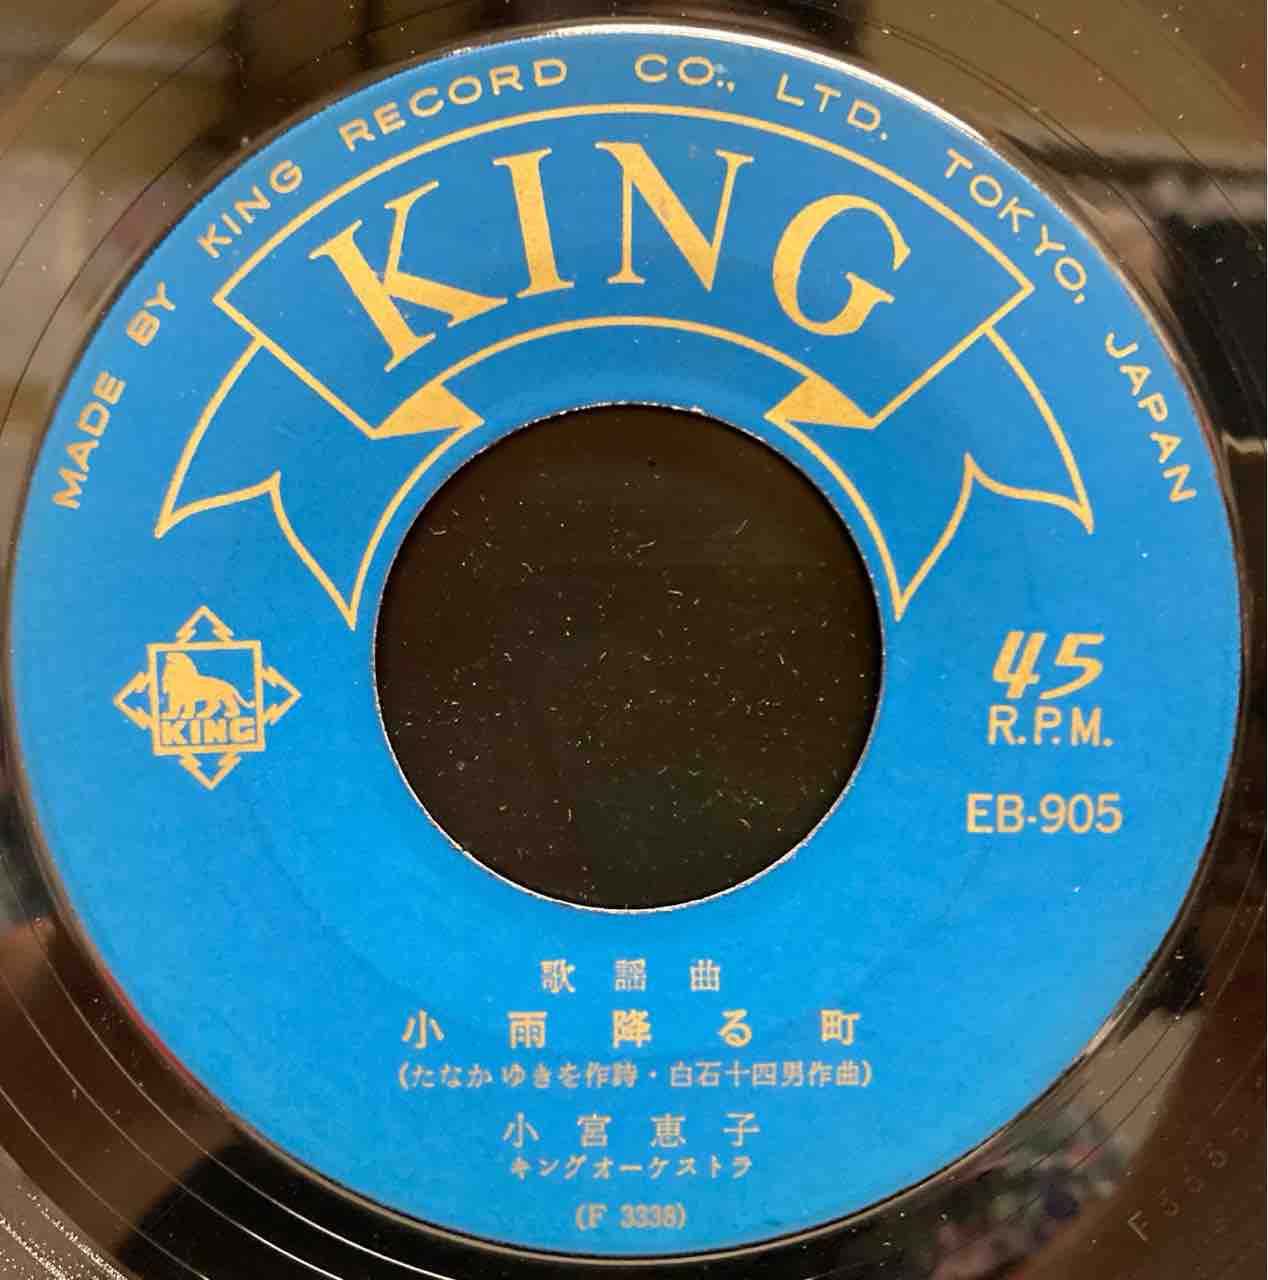 MADE BY KING RECORD CO., LTD. TOKYO, JAPAN
KING
KING
45
R.P.M.
EB-905
歌謡曲
小雨降る町
(たなかゆきを作詩・白石十四男作曲)
小宮恵子
キングオーケストラ
(F 3338)